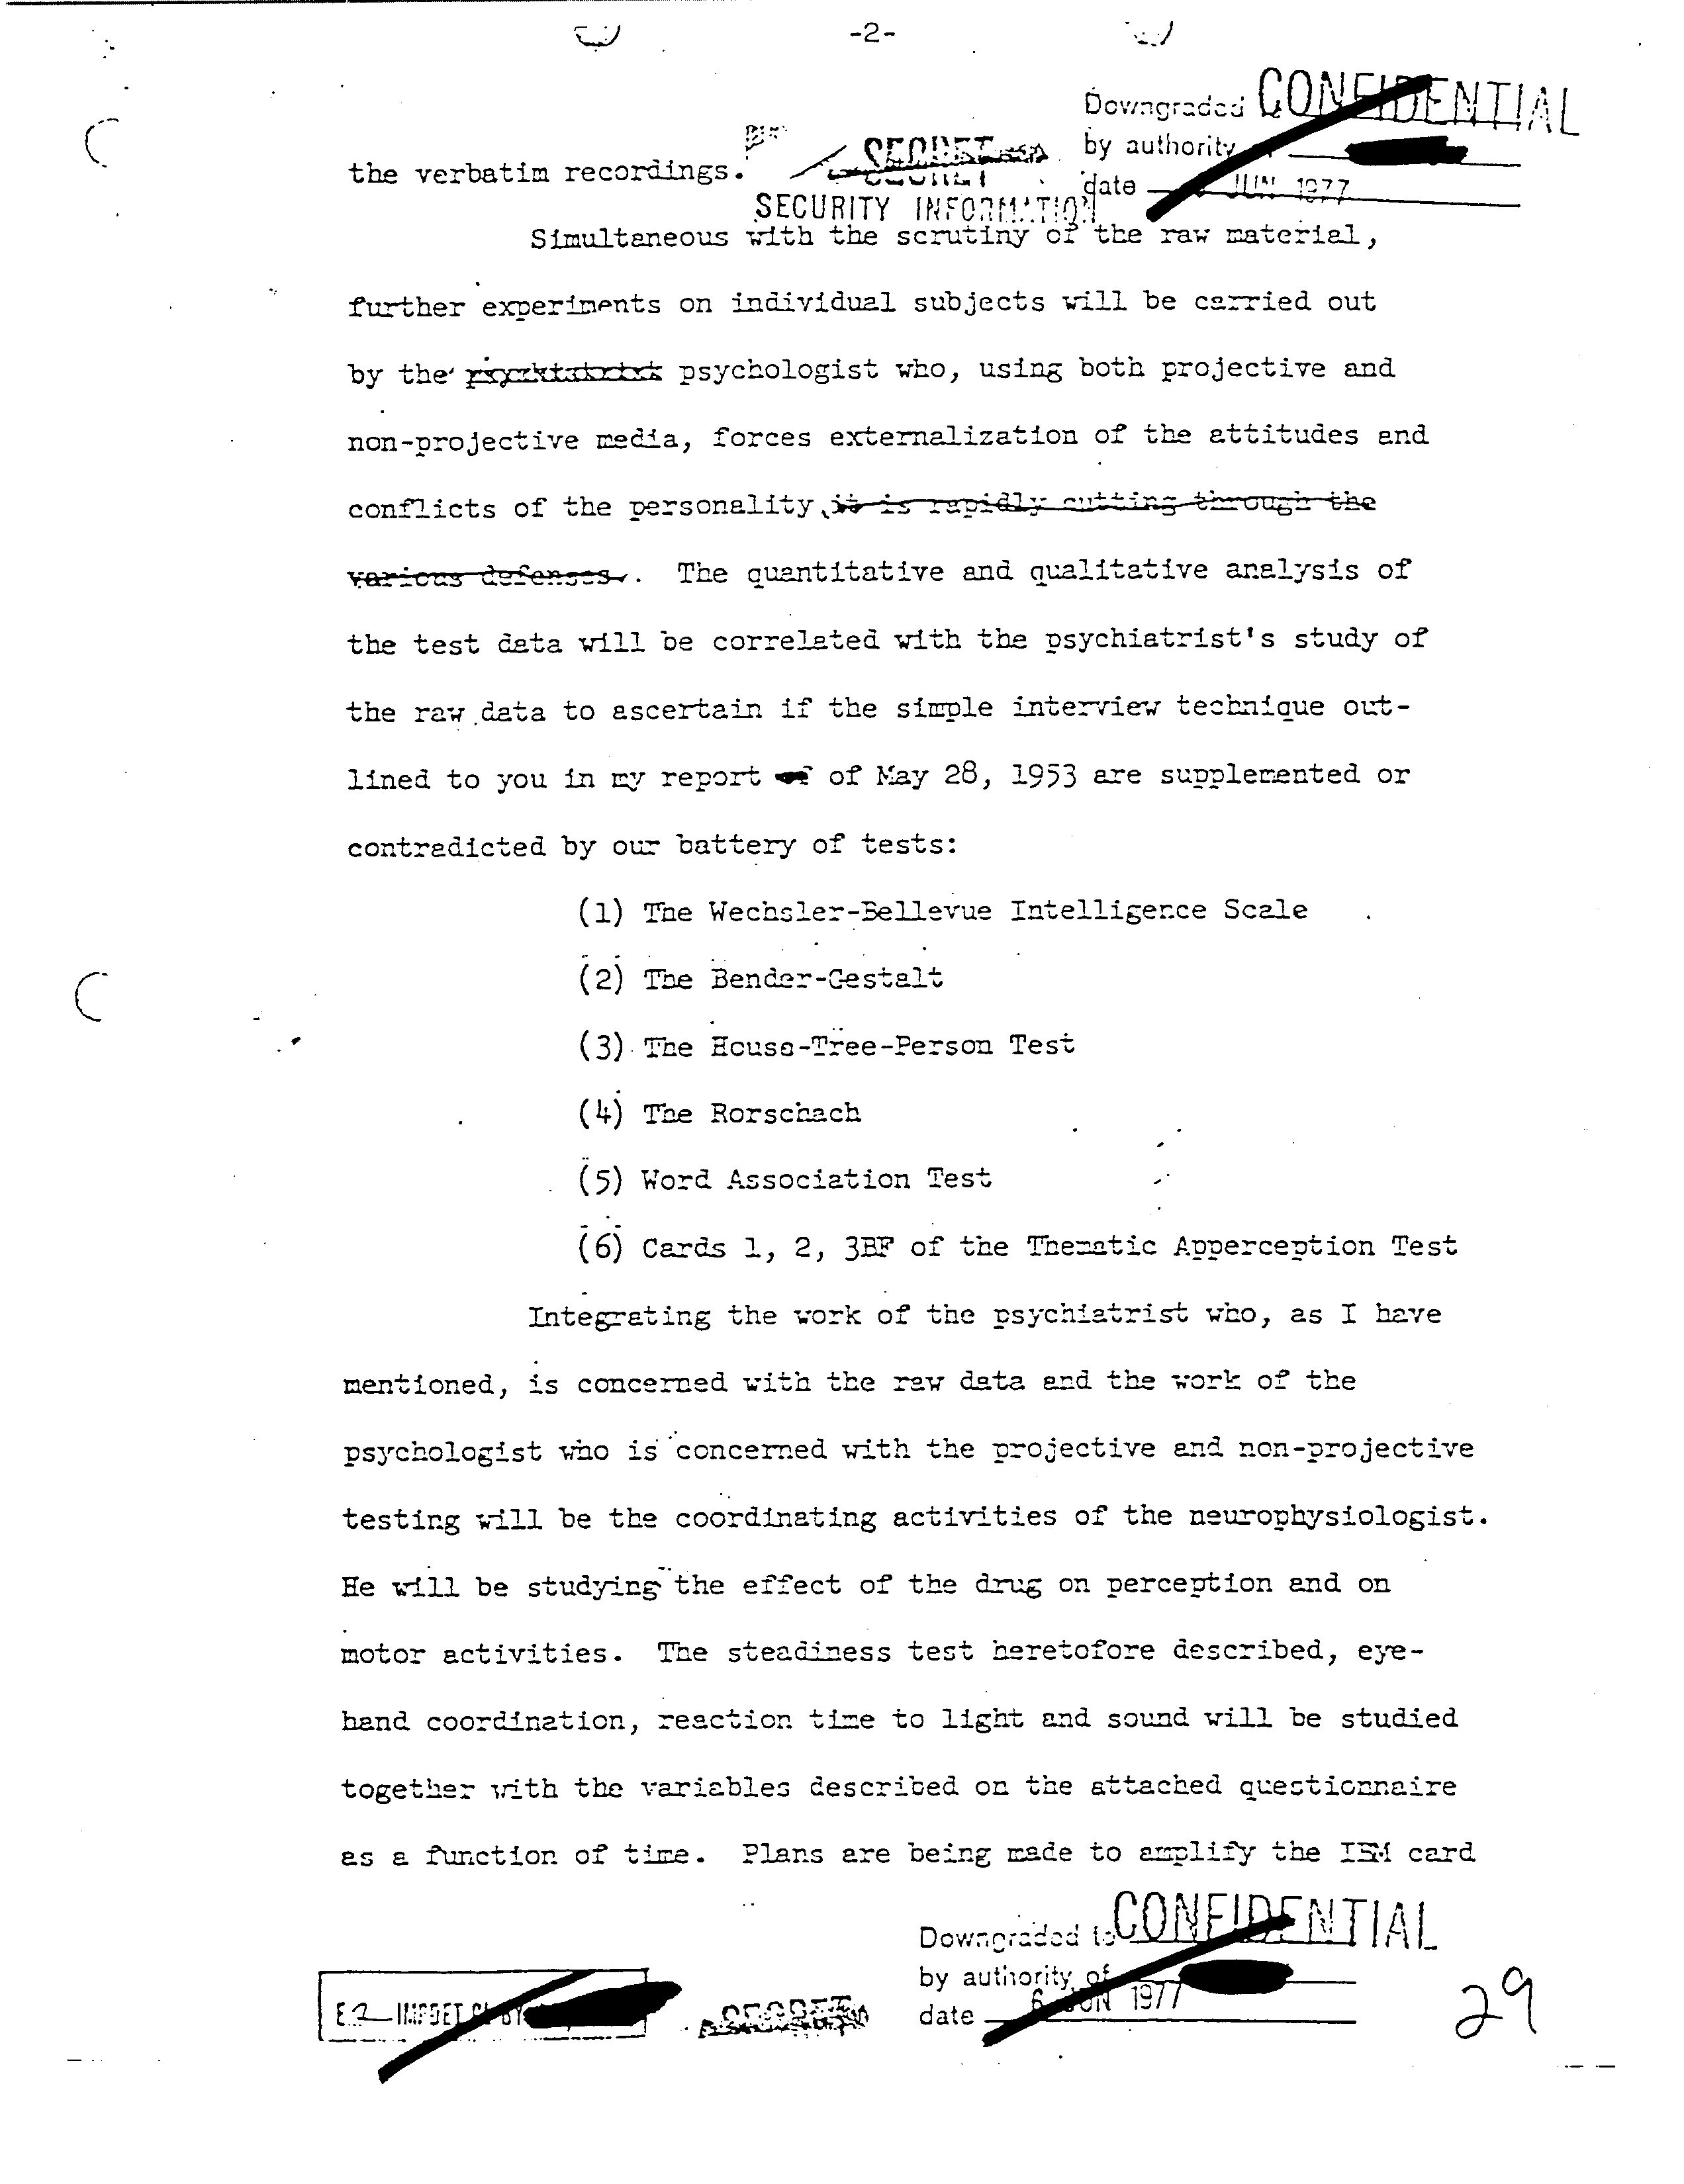 -2-
Downgraded to CONFIDENTIAL
by authority of
date JUN 1977
SECRET
SECURITY INFORMATION
the verbatim recordings.
Simultaneous with the scrutiny of the raw material,
further experiments on individual subjects will be carried out
by the psychologist who, using both projective and
non-projective media, forces externalization of the attitudes and
conflicts of the personality, it is rapidly cutting through the
various defenses. The quantitative and qualitative analysis of
the test data will be correlated with the psychiatrist's study of
the raw data to ascertain if the simple interview technique out-
lined to you in my report of May 28, 1953 are supplemented or
contradicted by our battery of tests:
(1) The Wechsler-Bellevue Intelligence Scale
(2) The Bender-Gestalt
(3) The House-Tree-Person Test
(4) The Rorschach
(5) Word Association Test
(6) Cards 1, 2, 3BF of the Thematic Apperception Test
Integrating the work of the psychiatrist who, as I have
mentioned, is concerned with the raw data and the work of the
psychologist who is concerned with the projective and non-projective
testing will be the coordinating activities of the neurophysiologist.
He will be studying the effect of the drug on perception and on
motor activities. The steadiness test heretofore described, eye-
hand coordination, reaction time to light and sound will be studied
together with the variables described on the attached questionnaire
as a function of time. Plans are being made to amplify the IBM card
Downgraded to CONFIDENTIAL
by authority of
date 6 JUN 1977
E2 IMPDET CL BY
SECRET
29